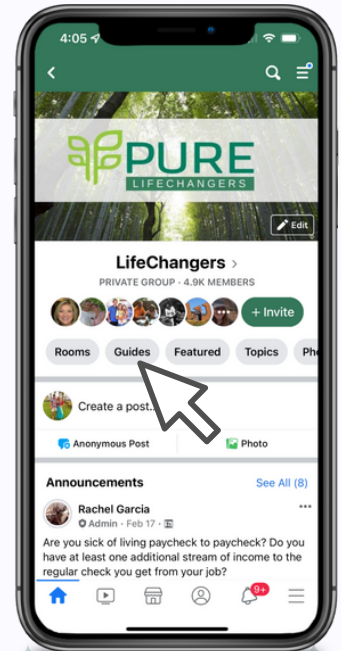 4:05
PURE
LIFECHANGERS
Edit
LifeChangers >
PRIVATE GROUP · 4.9K MEMBERS
+ Invite
Rooms Guides Featured Topics Ph
Create a post...
Anonymous Post Photo
Announcements See All (8)
Rachel Garcia
Admin · Feb 17 ·
Are you sick of living paycheck to paycheck? Do you
have at least one additional stream of income to the
regular check you get from your job?
9+